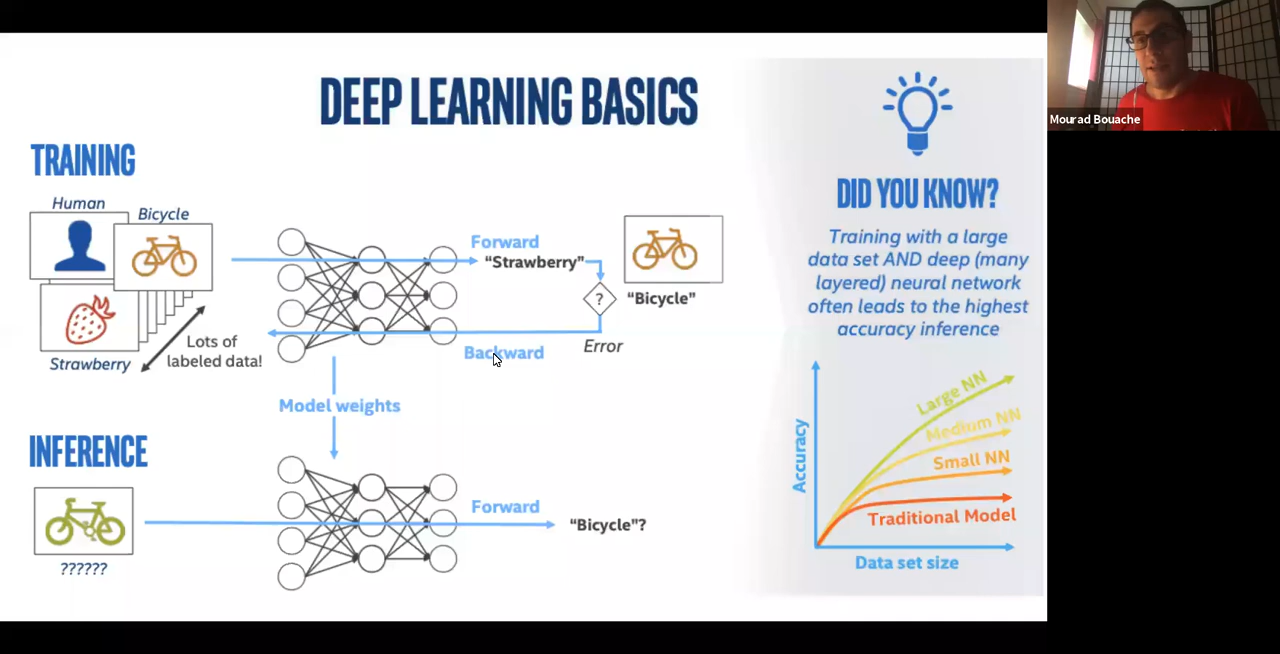 DEEP LEARNING BASICS
TRAINING
Human
Bicycle
Strawberry
Lots of
labeled data!
Forward
"Strawberry"
?
"Bicycle"
Error
Backward
Model weights
INFERENCE
??????
Forward
"Bicycle"?
DID YOU KNOW?
Training with a large
data set AND deep (many
layered) neural network
often leads to the highest
accuracy inference
Accuracy
Large NN
Medium NN
Small NN
Traditional Model
Data set size
Mourad Bouache